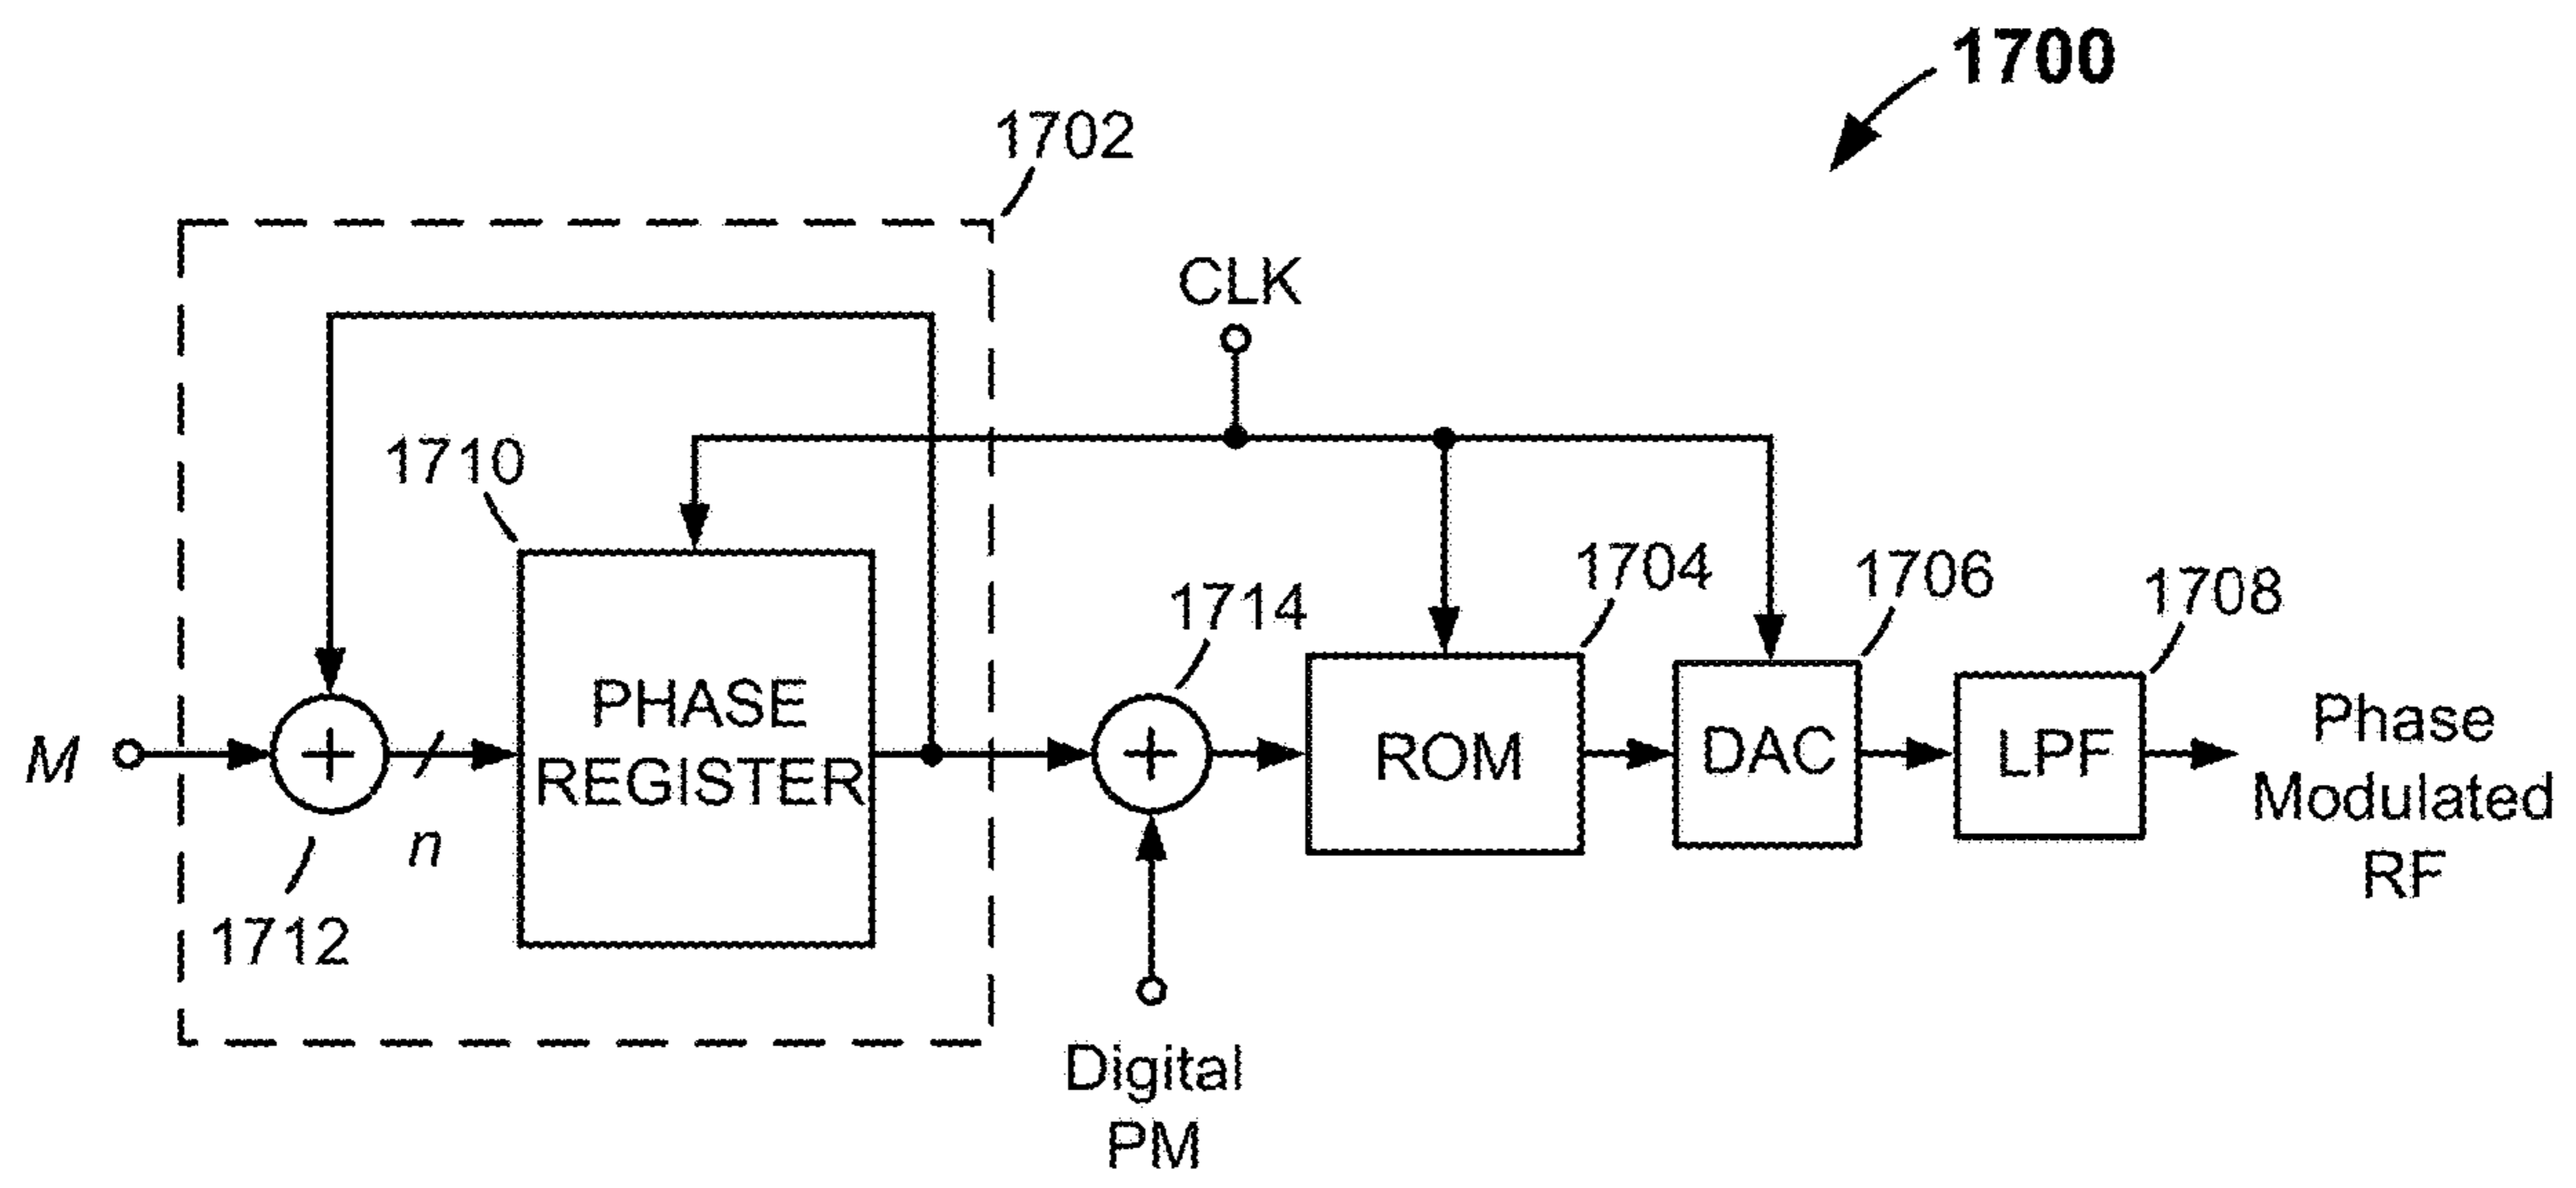 1700
1702
CLK
1710
1714
1704
1706
1708
M
n
1712
PHASE
REGISTER
ROM
DAC
LPF
Phase
Modulated
RF
Digital
PM